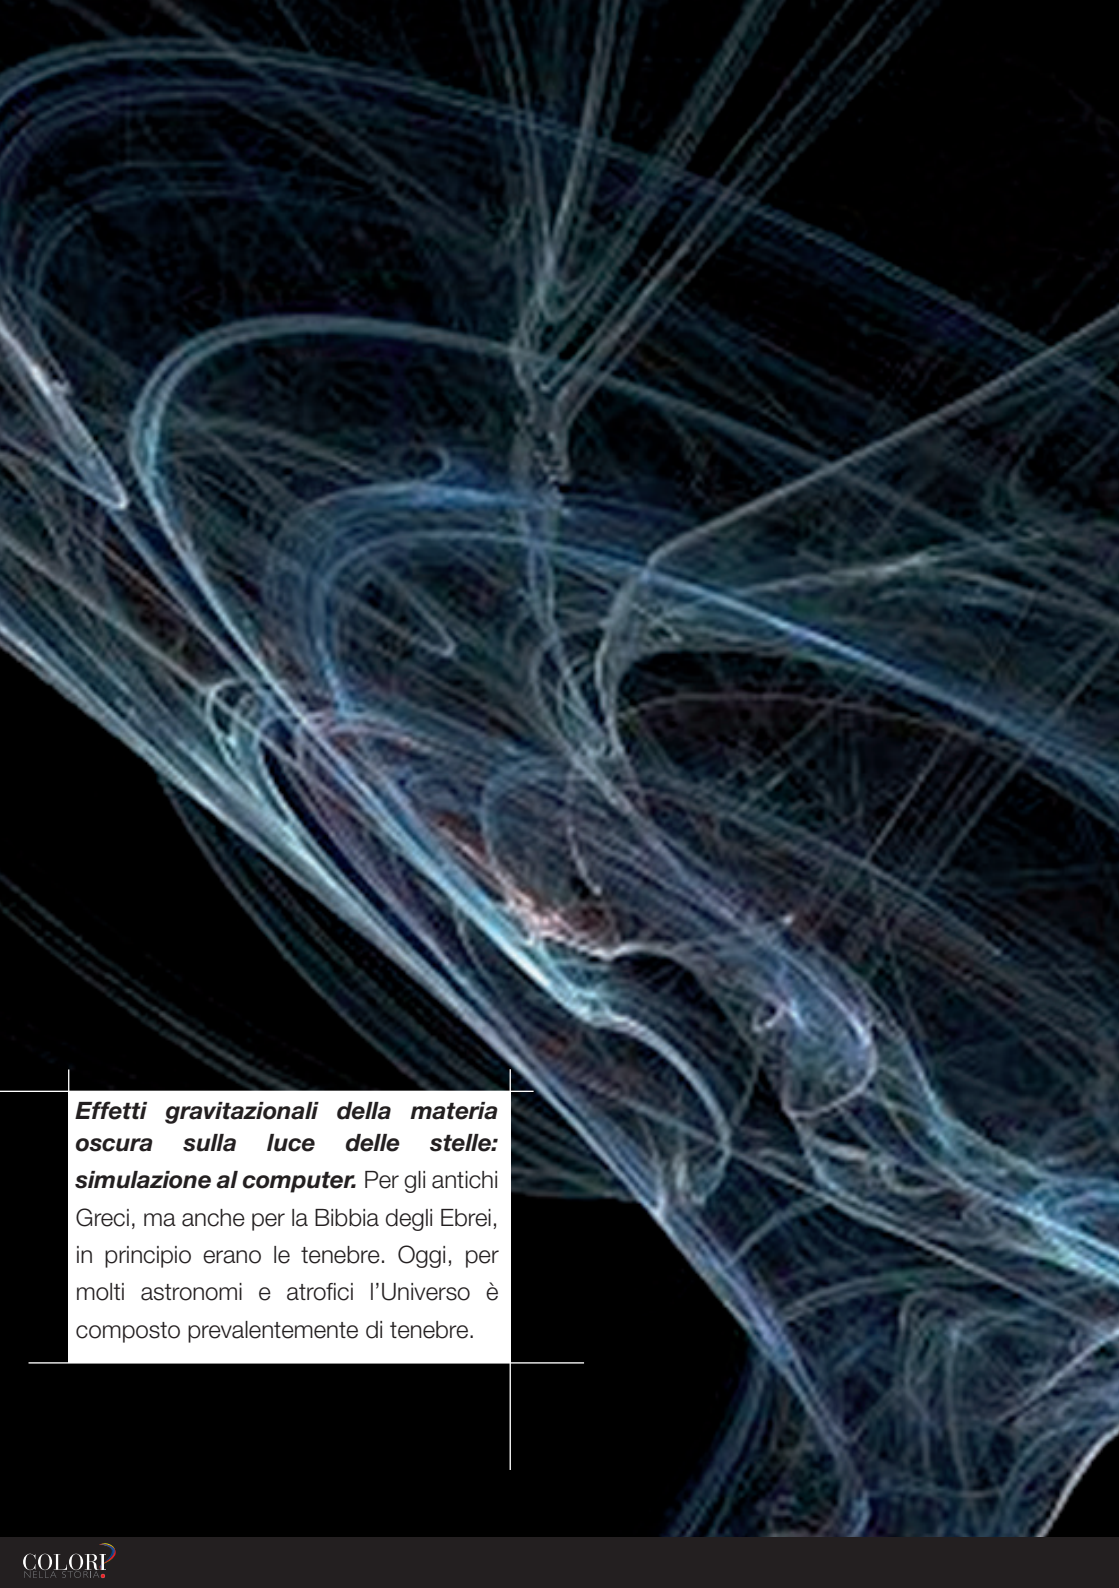 Effetti gravitazionali della materia
oscura sulla luce delle stelle:
simulazione al computer. Per gli antichi
Greci, ma anche per la Bibbia degli Ebrei,
in principio erano le tenebre. Oggi, per
molti astronomi e atrofici l’Universo è
composto prevalentemente di tenebre.
COLORI
NELLA STORIA